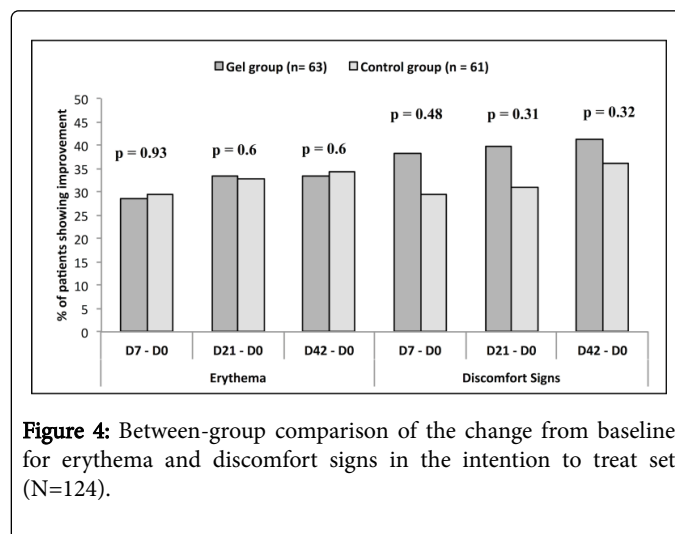 Gel group (n= 63) Control group (n = 61)
% of patients showing improvement
50
45
40
35
30
25
20
15
10
5
0
p = 0.93 p = 0.6 p = 0.6 p = 0.48 p = 0.31 p = 0.32
D7 - D0 D21 - D0 D42 - D0 D7 - D0 D21 - D0 D42 - D0
Erythema Discomfort Signs
Figure 4: Between-group comparison of the change from baseline
for erythema and discomfort signs in the intention to treat set
(N=124).